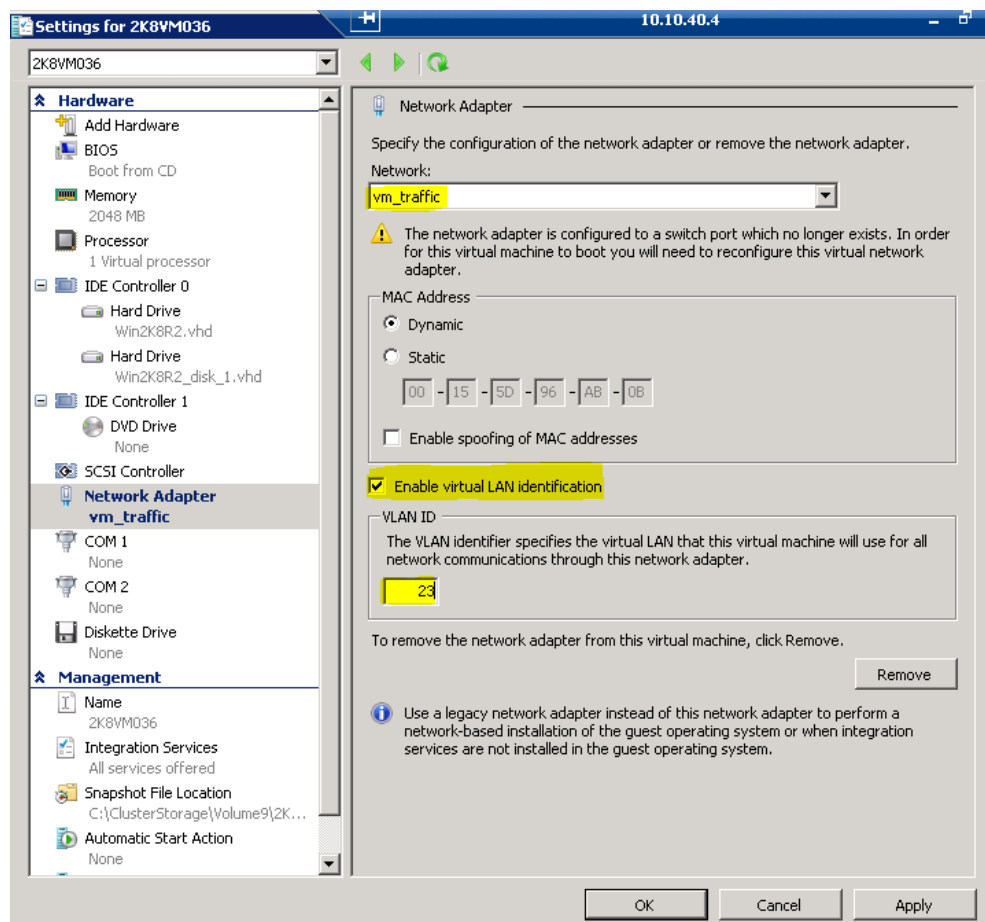 Settings for 2K8VM036
10.10.40.4
2K8VM036
Hardware
Add Hardware
BIOS
Boot from CD
Memory
2048 MB
Processor
1 Virtual processor
IDE Controller 0
Hard Drive
Win2K8R2.vhd
Hard Drive
Win2K8R2_disk_1.vhd
IDE Controller 1
DVD Drive
None
SCSI Controller
Network Adapter
vm_traffic
COM 1
None
COM 2
None
Diskette Drive
None
Management
Name
2K8VM036
Integration Services
All services offered
Snapshot File Location
C:\ClusterStorage\Volume9\2K...
Automatic Start Action
None
Network Adapter
Specify the configuration of the network adapter or remove the network adapter.
Network:
vm_traffic
The network adapter is configured to a switch port which no longer exists. In order
for this virtual machine to boot you will need to reconfigure this virtual network
adapter.
MAC Address
Dynamic
Static
00 - 15 - 5D - 96 - AB - 0B
Enable spoofing of MAC addresses
Enable virtual LAN identification
VLAN ID
The VLAN identifier specifies the virtual LAN that this virtual machine will use for all
network communications through this network adapter.
23
To remove the network adapter from this virtual machine, click Remove.
Remove
Use a legacy network adapter instead of this network adapter to perform a
network-based installation of the guest operating system or when integration
services are not installed in the guest operating system.
OK
Cancel
Apply